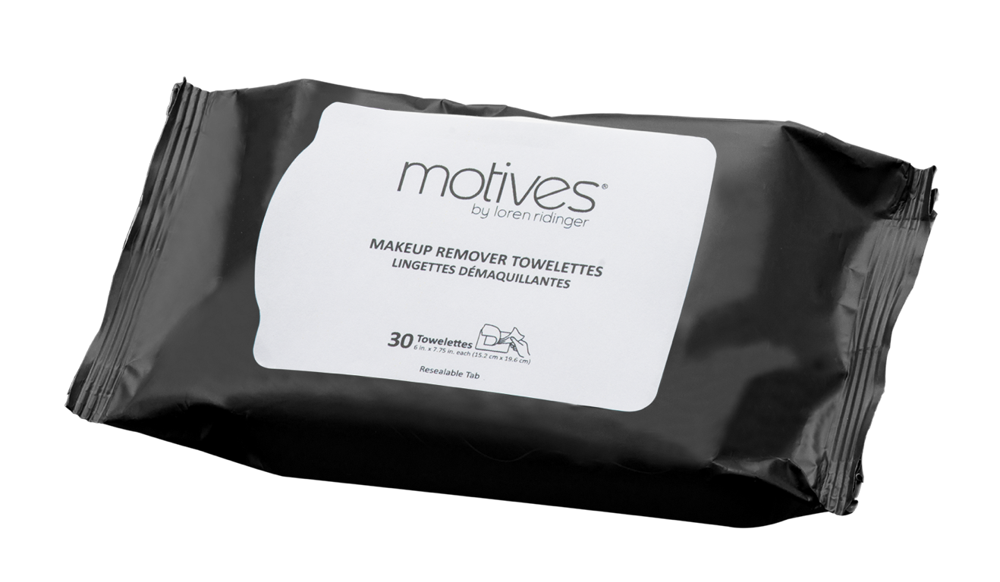 motives®
by loren ridinger
MAKEUP REMOVER TOWELETTES
LINGETTES DÉMAQUILLANTES
30 Towelettes
6 in. x 7.75 in. each (15.2 cm x 19.6 cm)
Resealable Tab